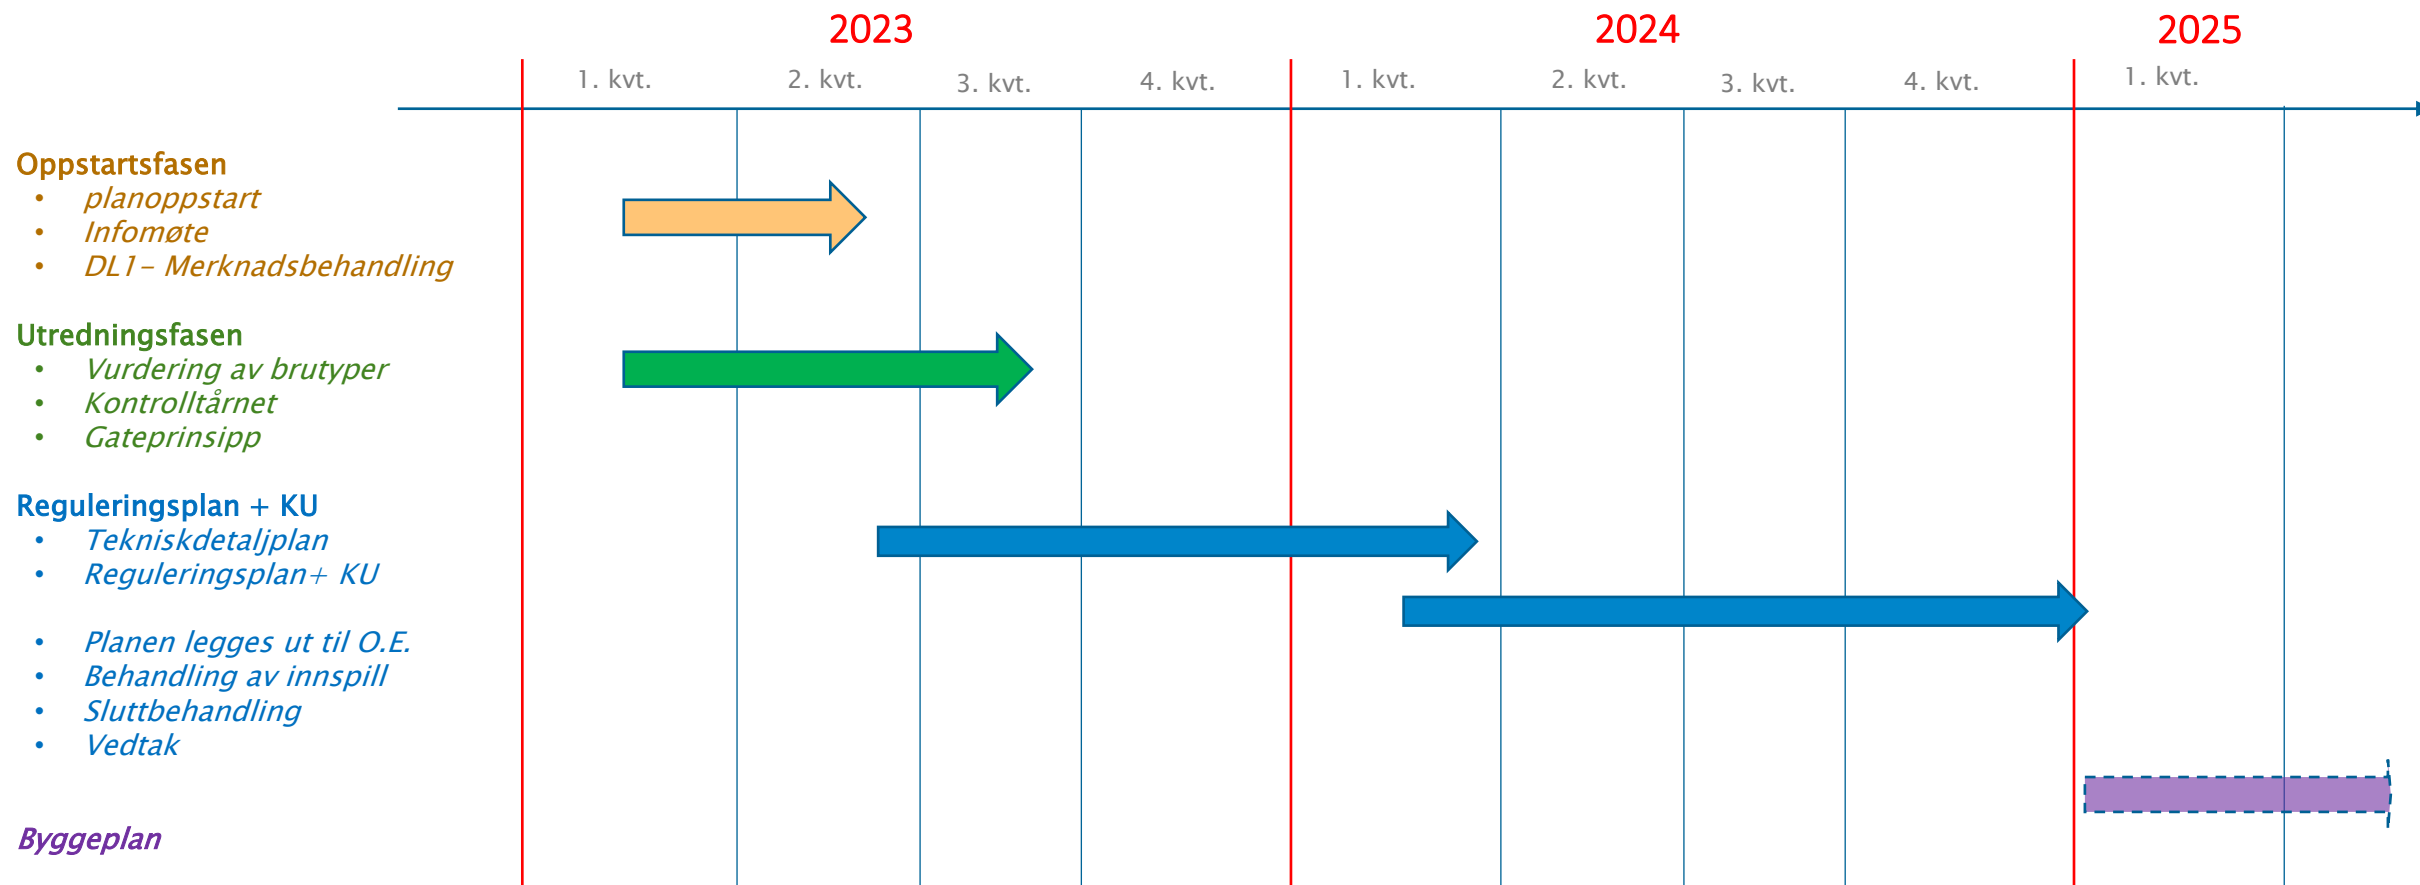 2023 2024 2025
1. kvt. 2. kvt. 3. kvt. 4. kvt. 1. kvt. 2. kvt. 3. kvt. 4. kvt. 1. kvt.
Oppstartsfasen
• planoppstart
• Infomøte
• DL1- Merknadsbehandling
Utredningsfasen
• Vurdering av brutyper
• Kontrolltårnet
• Gateprinsipp
Reguleringsplan + KU
• Tekniskdetaljplan
• Reguleringsplan+ KU
• Planen legges ut til O.E.
• Behandling av innspill
• Sluttbehandling
• Vedtak
Byggeplan